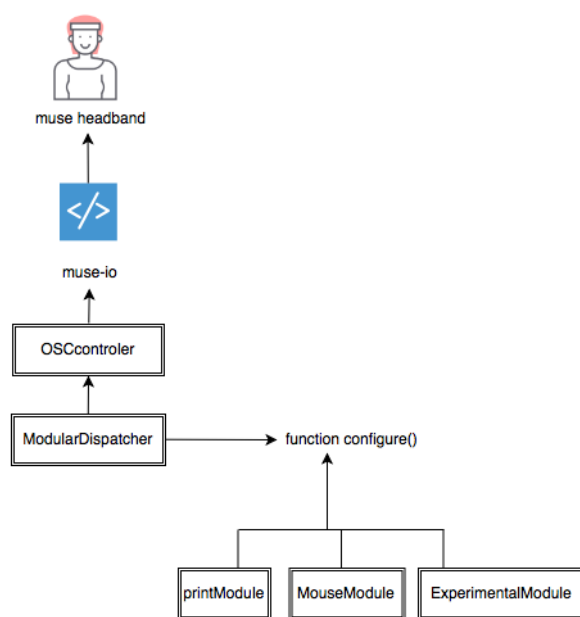 muse headband
</>
muse-io
OSCcontroler
ModularDispatcher
function configure()
printModule
MouseModule
ExperimentalModule